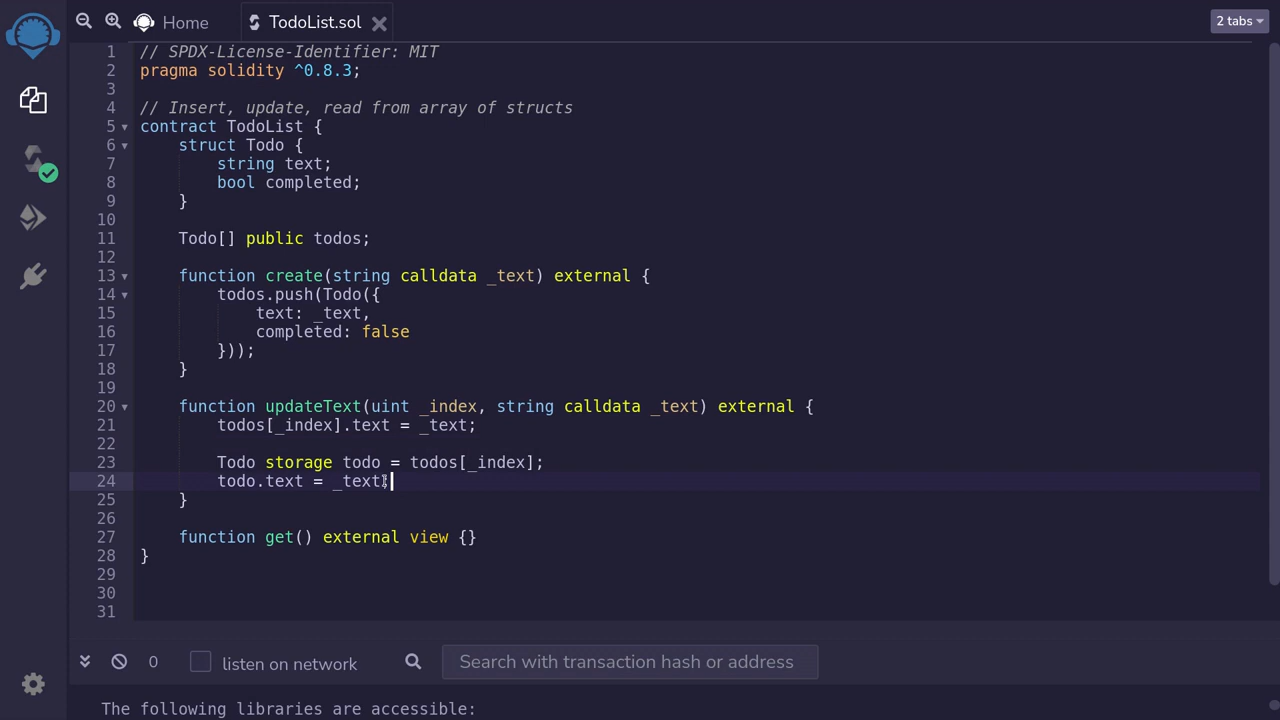 Home
TodoList.sol
2 tabs
1 // SPDX-License-Identifier: MIT
2 pragma solidity ^0.8.3;
3
4 // Insert, update, read from array of structs
5 contract TodoList {
6     struct Todo {
7         string text;
8         bool completed;
9     }
10
11     Todo[] public todos;
12
13     function create(string calldata _text) external {
14         todos.push(Todo({
15             text: _text,
16             completed: false
17         }));
18     }
19
20     function updateText(uint _index, string calldata _text) external {
21         todos[_index].text = _text;
22
23         Todo storage todo = todos[_index];
24         todo.text = _text;
25     }
26
27     function get() external view {}
28 }
29
30
31
0
listen on network
Search with transaction hash or address
The following libraries are accessible: